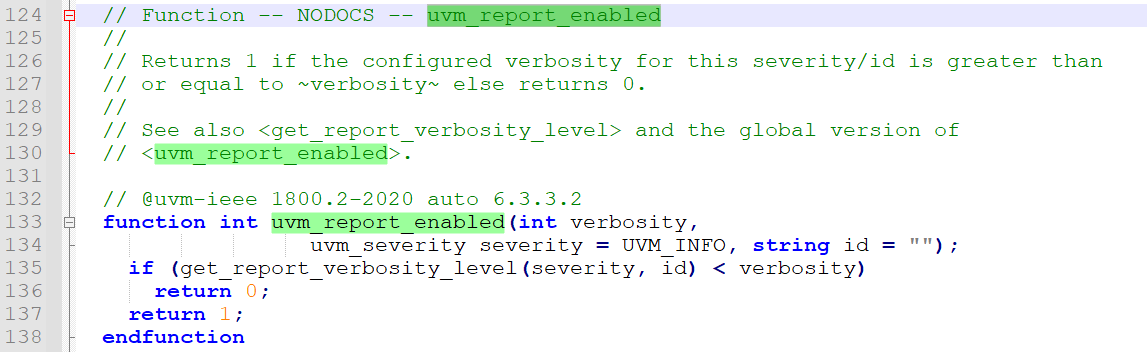 124 // Function -- NODOCS -- uvm_report_enabled
125 //
126 // Returns 1 if the configured verbosity for this severity/id is greater than
127 // or equal to ~verbosity~ else returns 0.
128 //
129 // See also <get_report_verbosity_level> and the global version of
130 // <uvm_report_enabled>.
131
132 // @uvm-ieee 1800.2-2020 auto 6.3.3.2
133 function int uvm_report_enabled(int verbosity,
134 uvm_severity severity = UVM_INFO, string id = "");
135 if (get_report_verbosity_level(severity, id) < verbosity)
136 return 0;
137 return 1;
138 endfunction